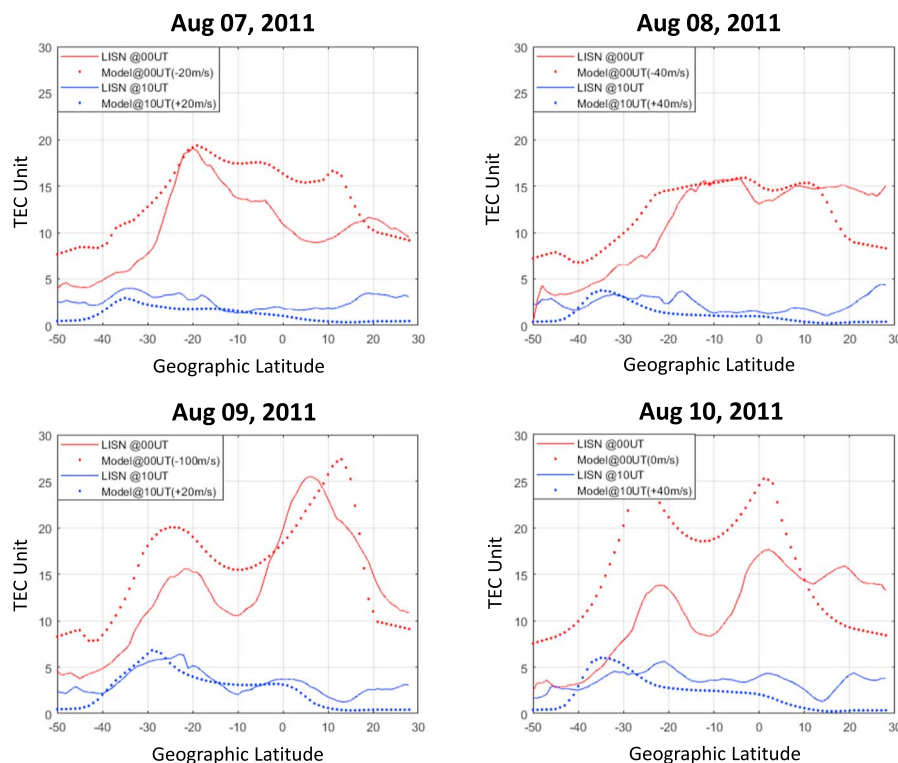 Aug 07, 2011
30
25
20
15
10
5
0
TEC Unit
LISN @00UT
Model@00UT(-20m/s)
LISN @10UT
Model@10UT(+20m/s)
-50 -40 -30 -20 -10 0 10 20 30
Geographic Latitude
Aug 08, 2011
30
25
20
15
10
5
0
TEC Unit
LISN @00UT
Model@00UT(-40m/s)
LISN @10UT
Model@10UT(+40m/s)
-50 -40 -30 -20 -10 0 10 20 30
Geographic Latitude
Aug 09, 2011
30
25
20
15
10
5
0
TEC Unit
LISN @00UT
Model@00UT(-100m/s)
LISN @10UT
Model@10UT(+20m/s)
-50 -40 -30 -20 -10 0 10 20 30
Geographic Latitude
Aug 10, 2011
30
25
20
15
10
5
0
TEC Unit
LISN @00UT
Model@00UT(0m/s)
LISN @10UT
Model@10UT(+40m/s)
-50 -40 -30 -20 -10 0 10 20 30
Geographic Latitude